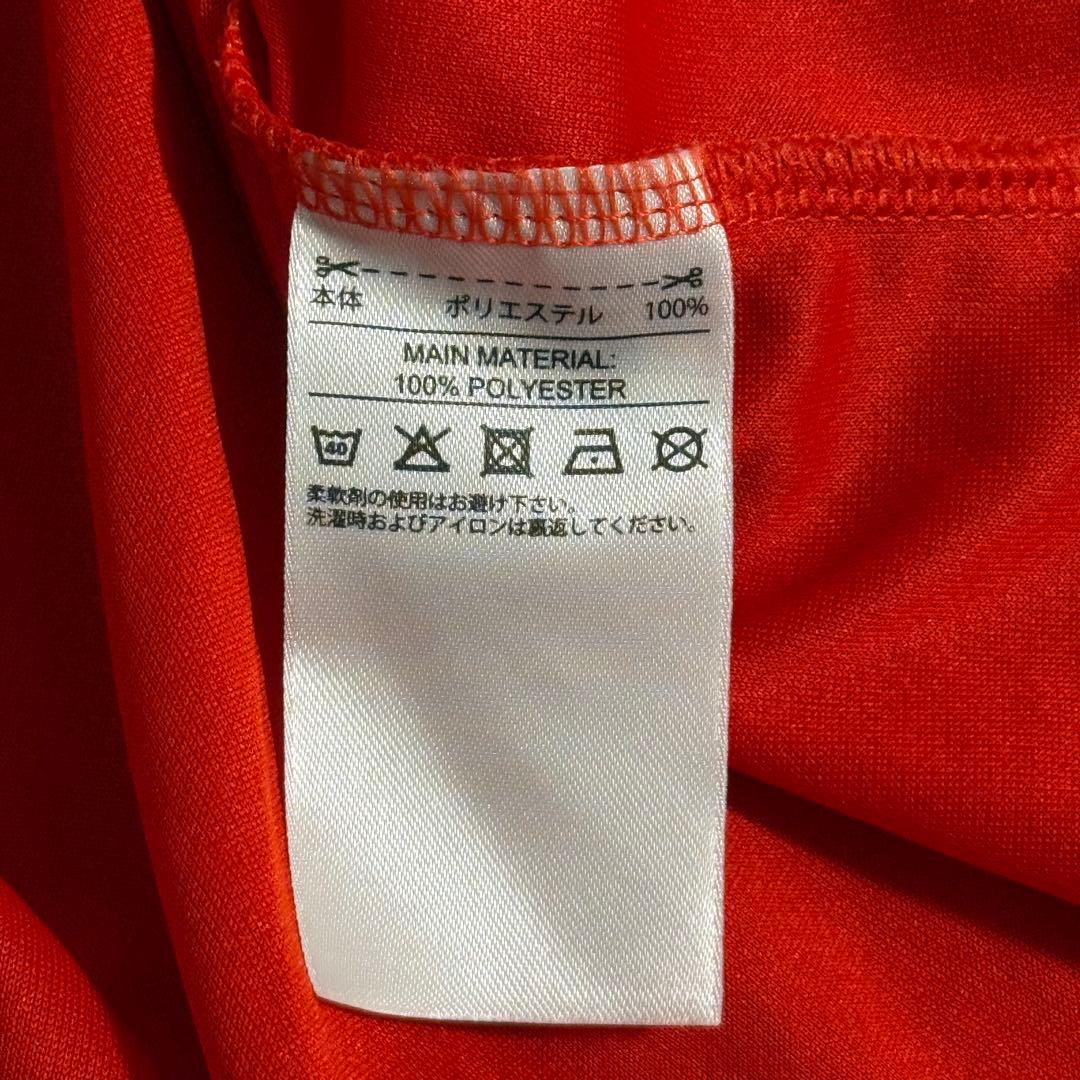 本体 ポリエステル 100%
MAIN MATERIAL:
100% POLYESTER
40
柔軟剤の使用はお避け下さい。
洗濯時およびアイロンは裏返してください。